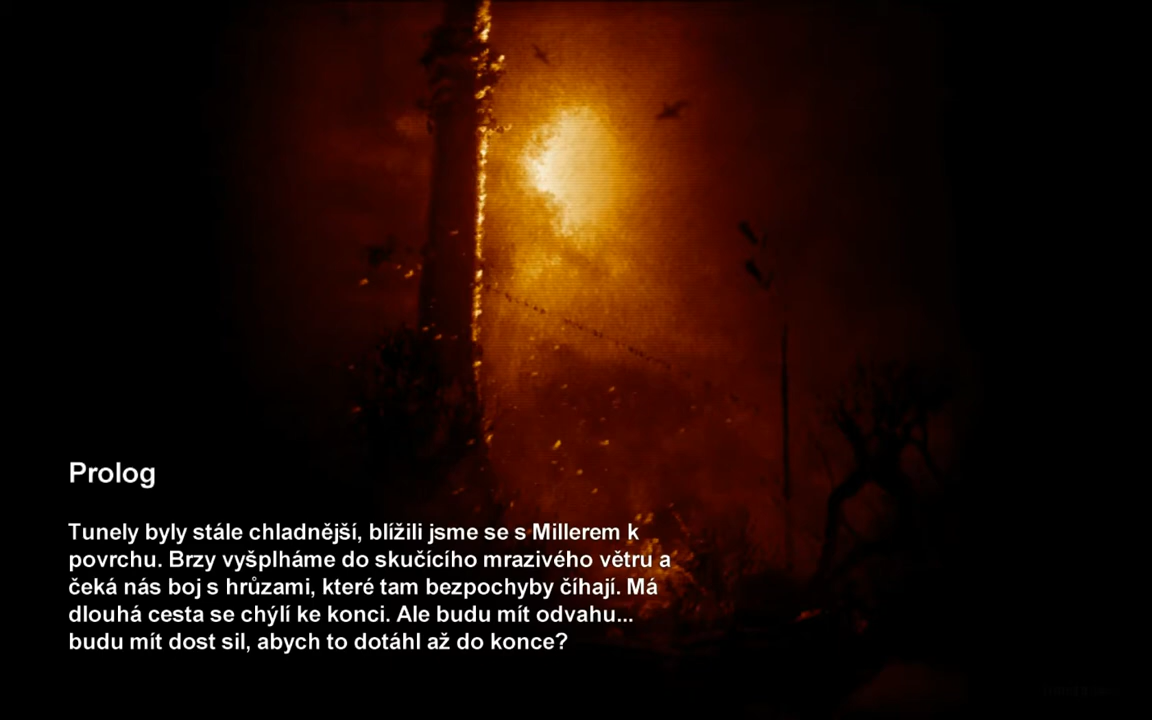 Prolog
Tunely byly stále chladnější, blížili jsme se s Millerem k
povrchu. Brzy vyšplháme do skučícího mrazivého větru a
čeká nás boj s hrůzami, které tam bezpochyby číhají. Má
dlouhá cesta se chýlí ke konci. Ale budu mít odvahu...
budu mít dost sil, abych to dotáhl až do konce?